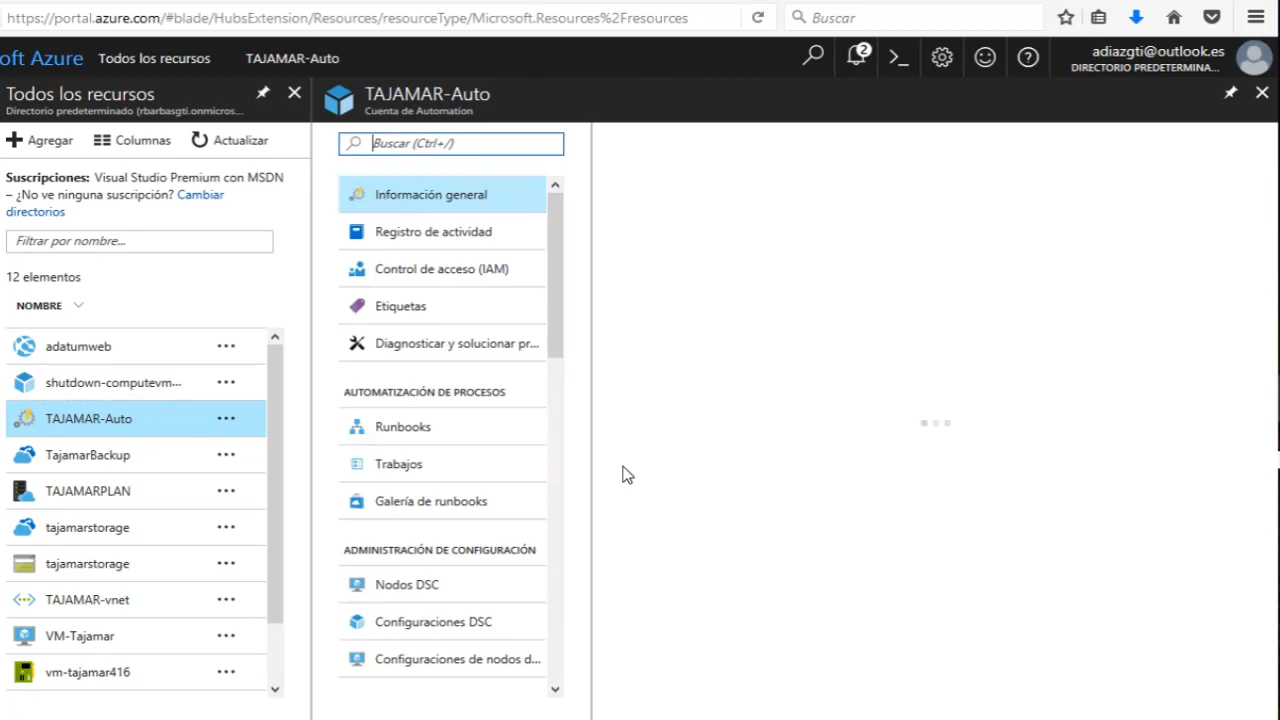 https://portal.azure.com/#blade/HubsExtension/Resources/resourceType/Microsoft.Resources%2Fresources
Buscar
oft Azure Todos los recursos TAJAMAR-Auto
2
adiazgti@outlook.es
DIRECTORIO PREDETERMINA...
Todos los recursos
Directorio predeterminado (rbarbasgti.onmicros...
TAJAMAR-Auto
Cuenta de Automation
Agregar Columnas Actualizar
Buscar (Ctrl+/)
Suscripciones: Visual Studio Premium con MSDN
– ¿No ve ninguna suscripción? Cambiar
directorios
Filtrar por nombre...
12 elementos
NOMBRE
adatumweb
shutdown-computevm...
TAJAMAR-Auto
TajamarBackup
TAJAMARPLAN
tajamarstorage
tajamarstorage
TAJAMAR-vnet
VM-Tajamar
vm-tajamar416
Información general
Registro de actividad
Control de acceso (IAM)
Etiquetas
Diagnosticar y solucionar pr...
AUTOMATIZACIÓN DE PROCESOS
Runbooks
Trabajos
Galería de runbooks
ADMINISTRACIÓN DE CONFIGURACIÓN
Nodos DSC
Configuraciones DSC
Configuraciones de nodos d...